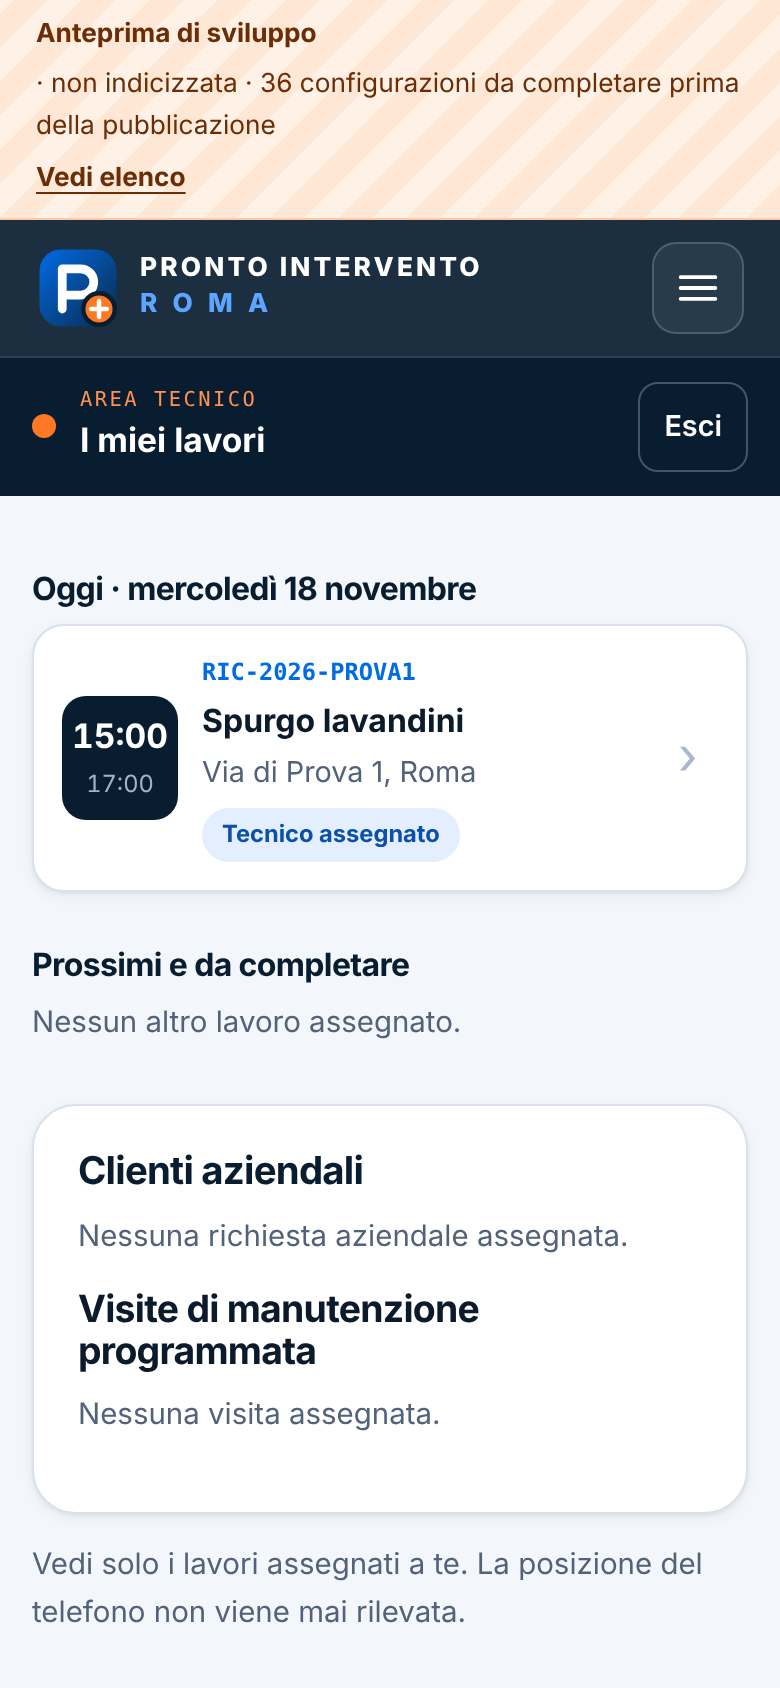 Anteprima di sviluppo
· non indicizzata · 36 configurazioni da completare prima
della pubblicazione
Vedi elenco
PRONTO INTERVENTO
ROMA
AREA TECNICO
I miei lavori
Esci
Oggi · mercoledì 18 novembre
RIC-2026-PROVA1
15:00
17:00
Spurgo lavandini
Via di Prova 1, Roma
Tecnico assegnato
Prossimi e da completare
Nessun altro lavoro assegnato.
Clienti aziendali
Nessuna richiesta aziendale assegnata.
Visite di manutenzione
programmata
Nessuna visita assegnata.
Vedi solo i lavori assegnati a te. La posizione del
telefono non viene mai rilevata.